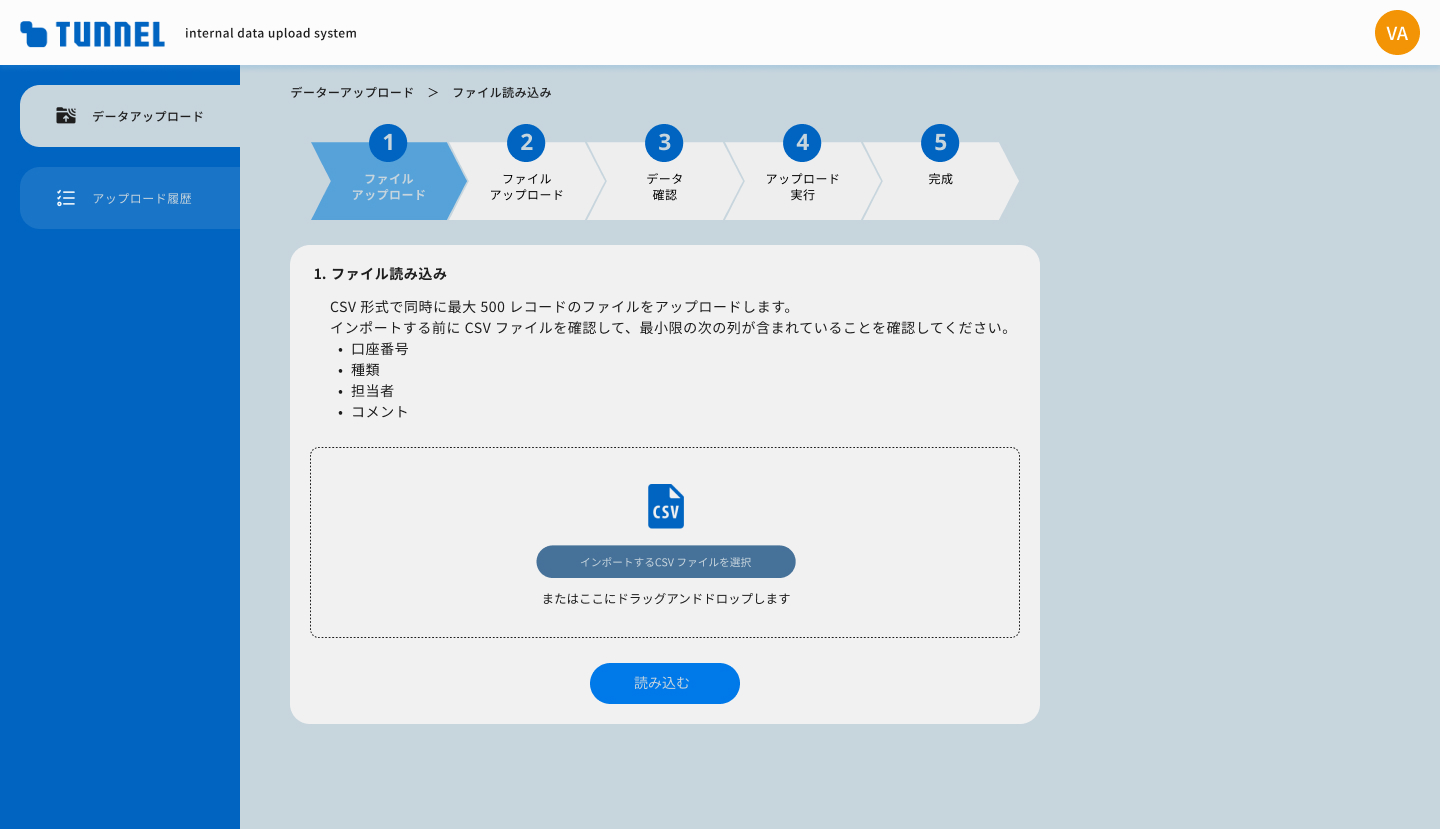 TUNNEL
internal data upload system
VA
データアップロード
アップロード履歴
データーアップロード ＞ ファイル読み込み
1
ファイル
アップロード
2
ファイル
アップロード
3
データ
確認
4
アップロード
実行
5
完成
1. ファイル読み込み
CSV 形式で同時に最大 500 レコードのファイルをアップロードします。
インポートする前に CSV ファイルを確認して、最小限の次の列が含まれていることを確認してください。
• 口座番号
• 種類
• 担当者
• コメント
CSV
インポートするCSV ファイルを選択
またはここにドラッグアンドドロップします
読み込む